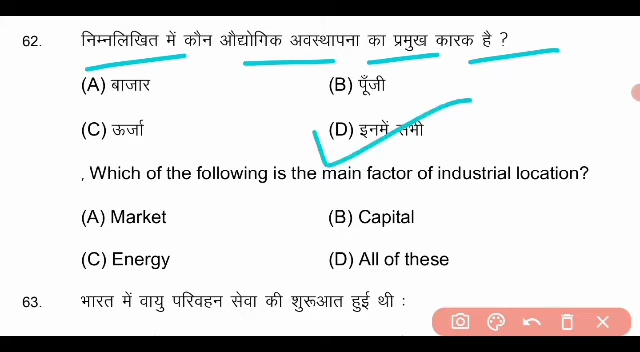 62. निम्नलिखित में कौन औद्योगिक अवस्थापना का प्रमुख कारक है ?
(A) बाजार (B) पूँजी
(C) ऊर्जा (D) इनमें सभी
, Which of the following is the main factor of industrial location?
(A) Market (B) Capital
(C) Energy (D) All of these
63. भारत में वायु परिवहन सेवा की शुरूआत हुई थी :